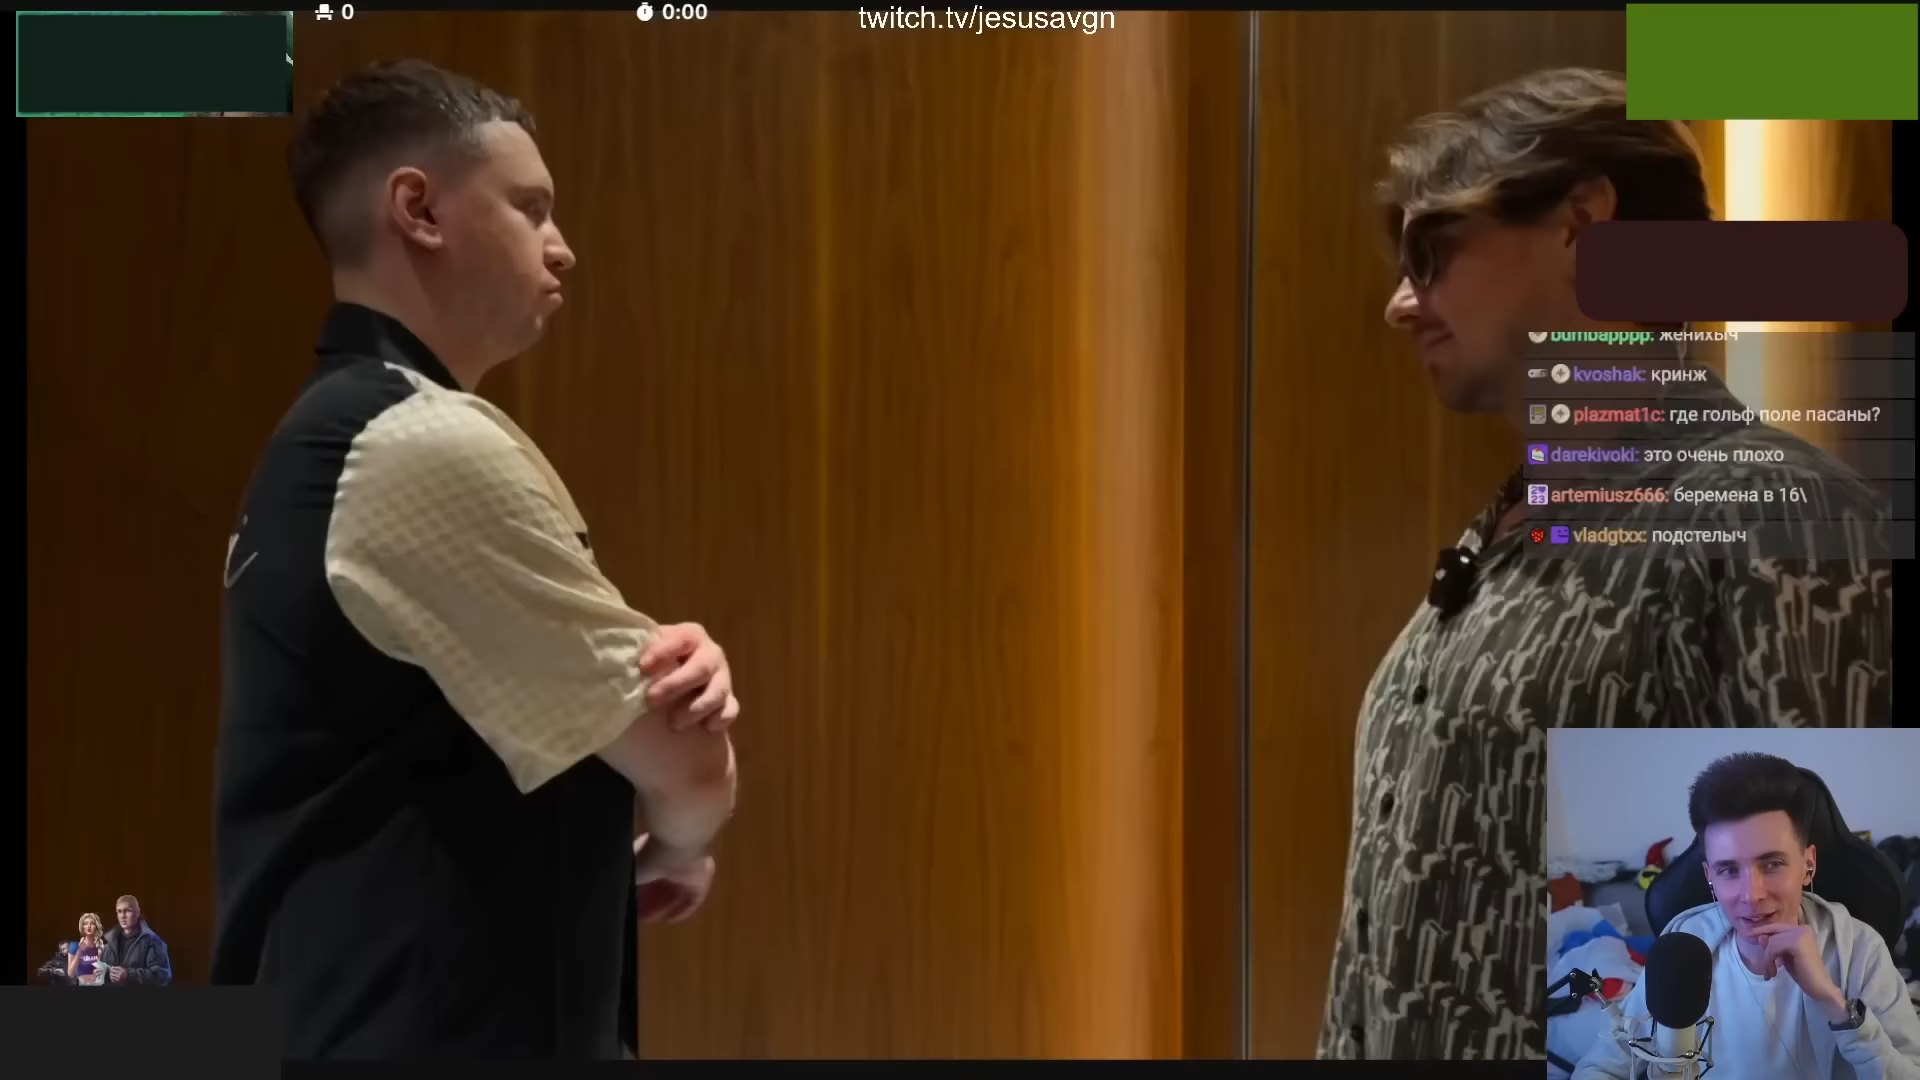 0
0:00
twitch.tv/jesusavgn
bumbapppp: женихыч
kvoshak: кринж
plazmat1c: где гольф поле пасаны?
darekivoki: это очень плохо
artemiusz666: беремена в 16\
vladgtxx: подстелыч